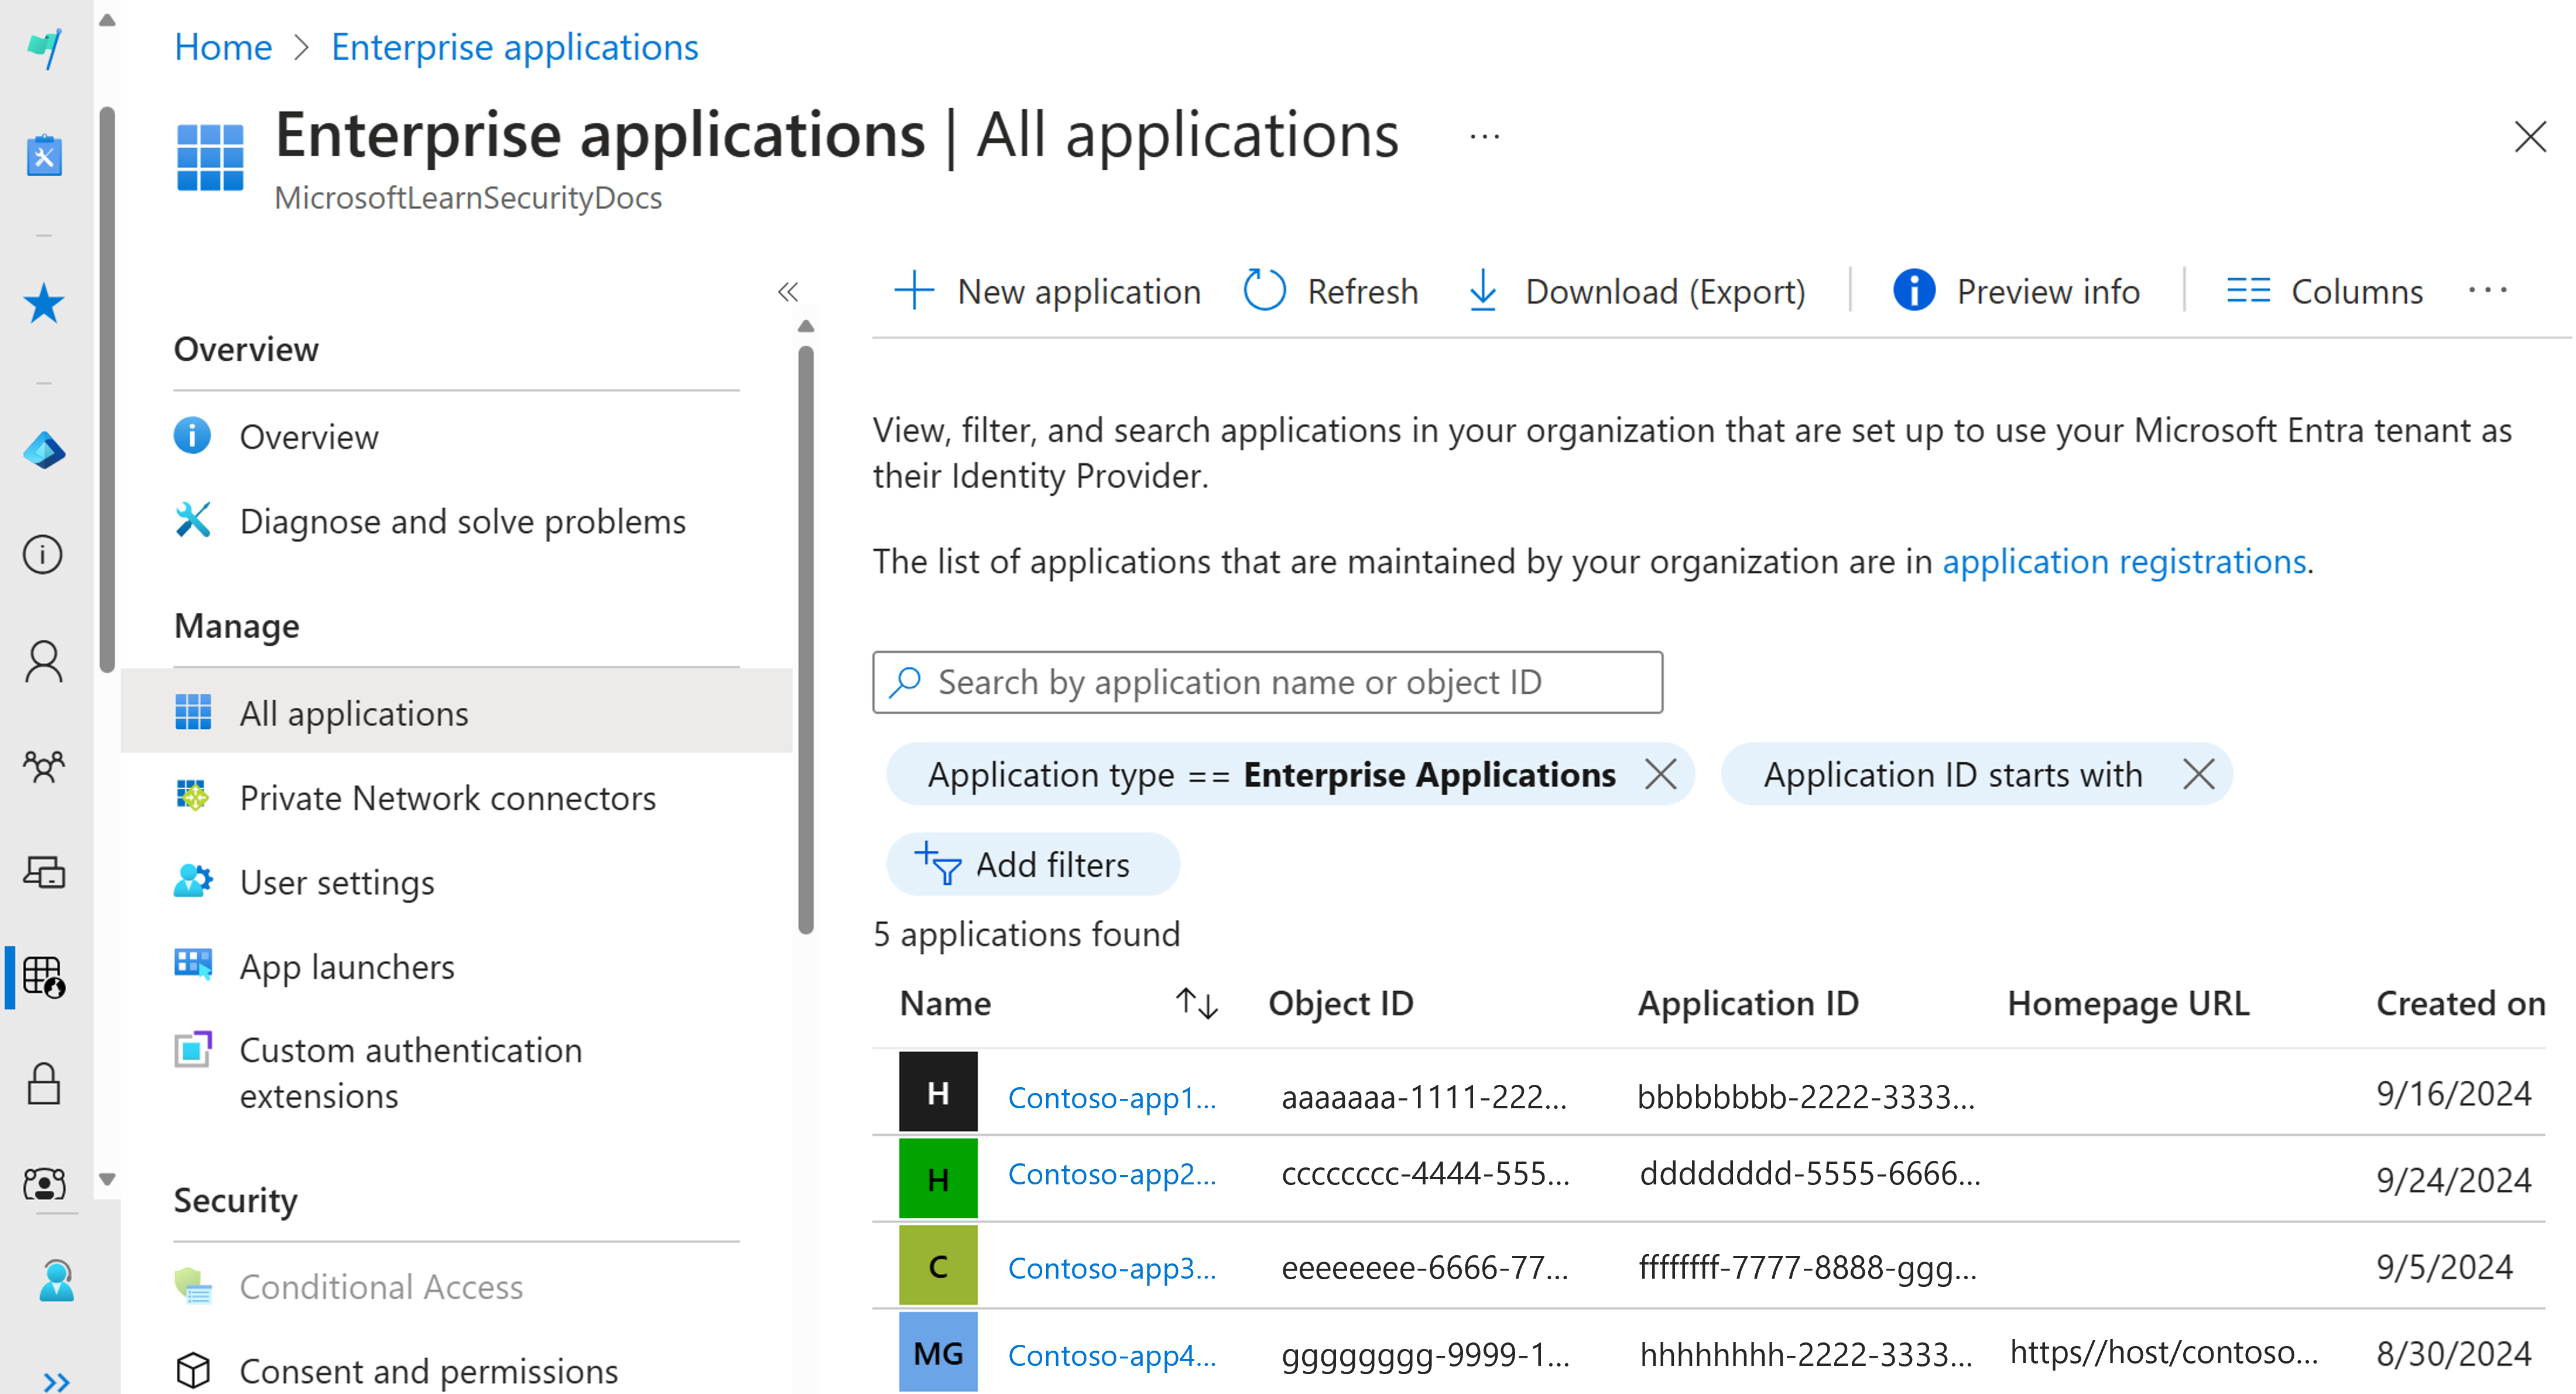 Home > Enterprise applications
Enterprise applications | All applications ...
MicrosoftLearnSecurityDocs
Overview
Overview
Diagnose and solve problems
Manage
All applications
Private Network connectors
User settings
App launchers
Custom authentication
extensions
Security
Conditional Access
Consent and permissions
New application Refresh Download (Export) Preview info Columns ...
View, filter, and search applications in your organization that are set up to use your Microsoft Entra tenant as
their Identity Provider.
The list of applications that are maintained by your organization are in application registrations.
Search by application name or object ID
Application type == Enterprise Applications Application ID starts with
Add filters
5 applications found
Name Object ID Application ID Homepage URL Created on
H Contoso-app1... aaaaaaa-1111-222... bbbbbbbb-2222-3333... 9/16/2024
H Contoso-app2... cccccccc-4444-555... dddddddd-5555-6666... 9/24/2024
C Contoso-app3... eeeeeeee-6666-77... ffffffff-7777-8888-ggg... 9/5/2024
MG Contoso-app4... gggggggg-9999-1... hhhhhhhh-2222-3333... https//host/contoso... 8/30/2024